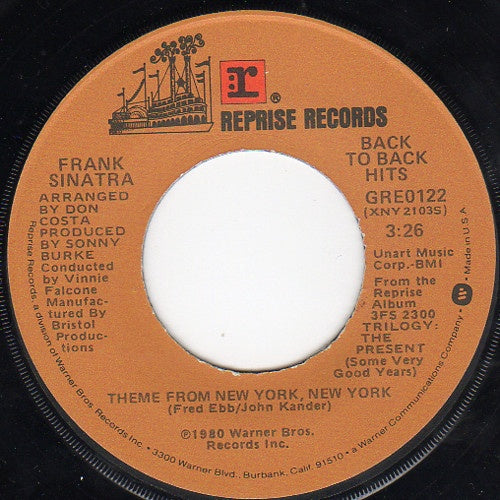 r®
REPRISE RECORDS
FRANK
SINATRA
ARRANGED
BY DON
COSTA
PRODUCED
BY SONNY
BURKE
Conducted
by Vinnie
Falcone
Manufac-
tured By
Bristol
Produc-
tions
BACK
TO BACK
HITS
GRE0122
(XNY 2103S)
3:26
Unart Music
Corp.-BMI
From the
Reprise
Album
3FS 2300
TRILOGY:
THE
PRESENT
(Some Very
Good Years)
THEME FROM NEW YORK, NEW YORK
(Fred Ebb/John Kander)
℗1980 Warner Bros.
Records Inc.
Reprise Records, a division of Warner Bros. Records Inc. • 3300 Warner Blvd., Burbank, Calif. 91510 • a Warner Communications Company • W • Made in U.S.A.